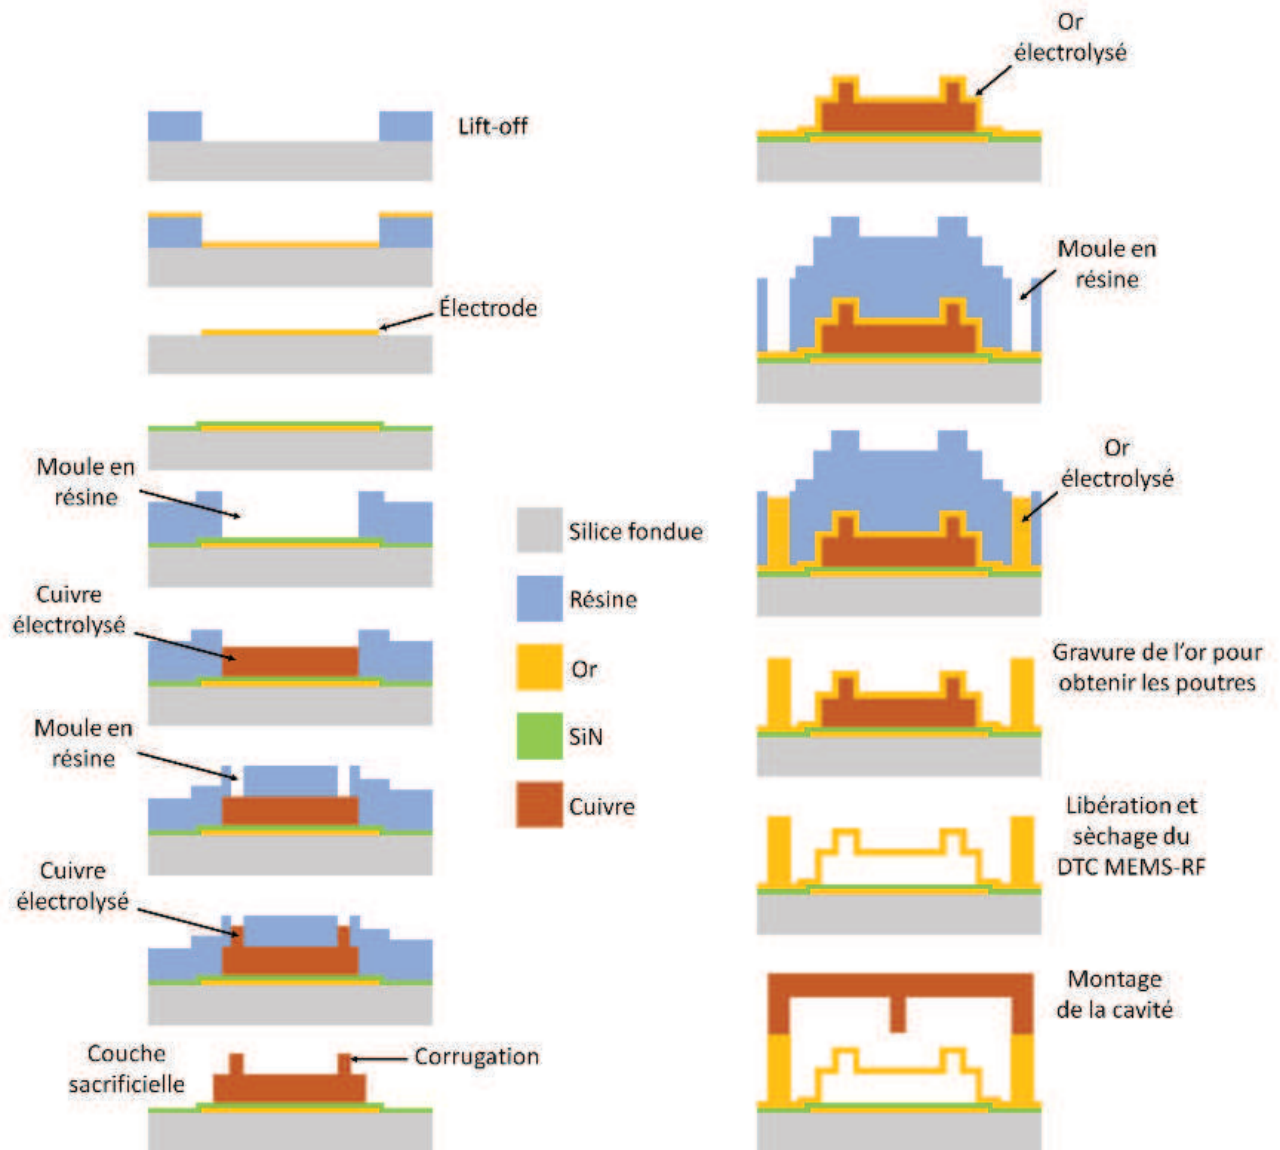 Lift-off
Électrode
Moule en
résine
Cuivre
électrolysé
Moule en
résine
Cuivre
électrolysé
Couche
sacrificielle
Corrugation
Silice fondue
Résine
Or
SiN
Cuivre
Or
électrolysé
Moule en
résine
Or
électrolysé
Gravure de l'or pour
obtenir les poutres
Libération et
sèchage du
DTC MEMS-RF
Montage
de la cavité